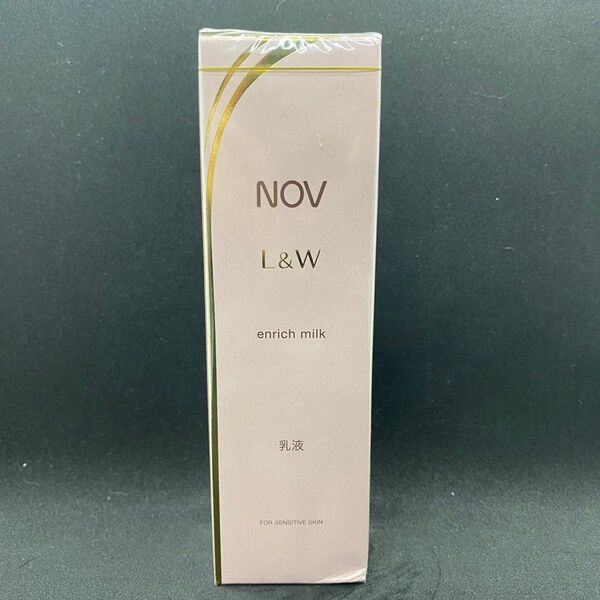 NOV
L&W
enrich milk
乳液
FOR SENSITIVE SKIN